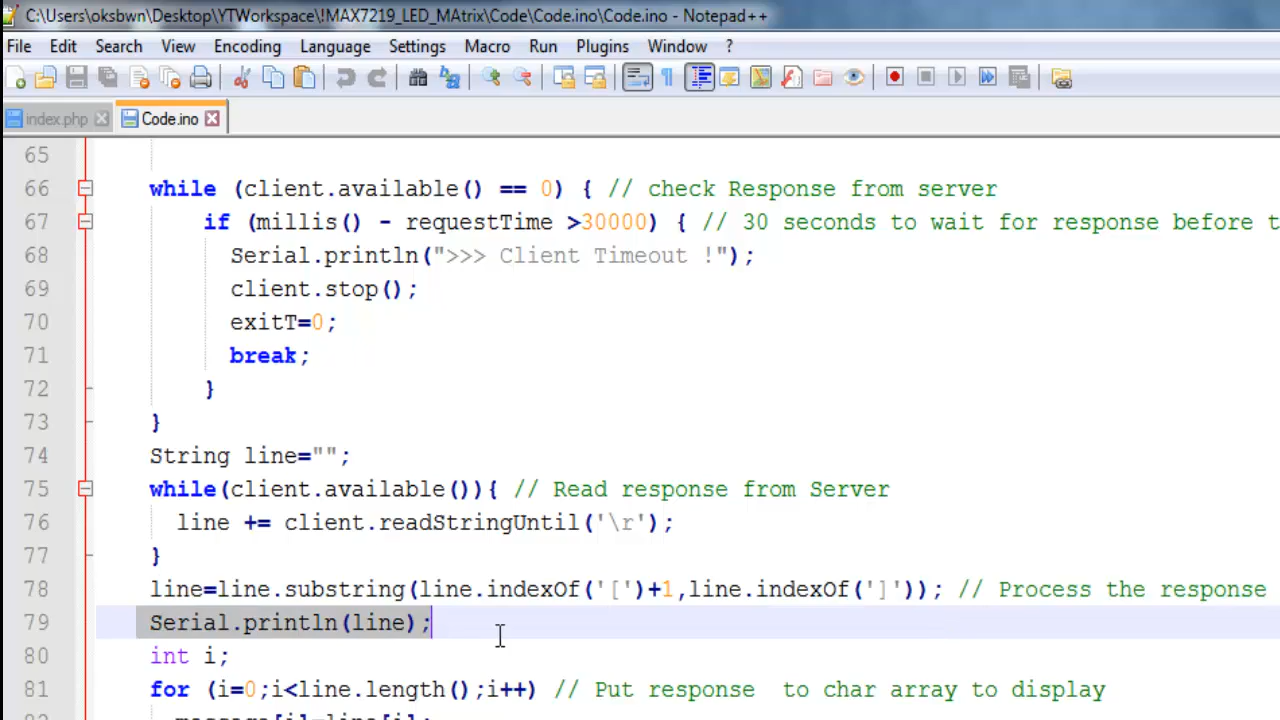 C:\Users\oksbwn\Desktop\YTWorkspace\!MAX7219_LED_MAtrix\Code\Code.ino\Code.ino - Notepad++
File Edit Search View Encoding Language Settings Macro Run Plugins Window ?
index.php Code.ino
65
66 while (client.available() == 0) { // check Response from server
67 if (millis() - requestTime >30000) { // 30 seconds to wait for response before t
68 Serial.println(">>> Client Timeout !");
69 client.stop();
70 exitT=0;
71 break;
72 }
73 }
74 String line="";
75 while(client.available()){ // Read response from Server
76 line += client.readStringUntil('\r');
77 }
78 line=line.substring(line.indexOf('[')+1,line.indexOf(']')); // Process the response
79 Serial.println(line);
80 int i;
81 for (i=0;i<line.length();i++) // Put response  to char array to display
82 message[i]=line[i];